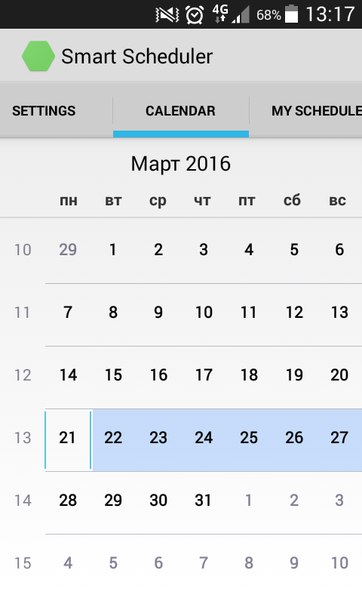 4G 68% 13:17
Smart Scheduler
SETTINGS CALENDAR MY SCHEDULE
Март 2016
пн вт ср чт пт сб вс
10 29 1 2 3 4 5 6
11 7 8 9 10 11 12 13
12 14 15 16 17 18 19 20
13 21 22 23 24 25 26 27
14 28 29 30 31 1 2 3
15 4 5 6 7 8 9 10